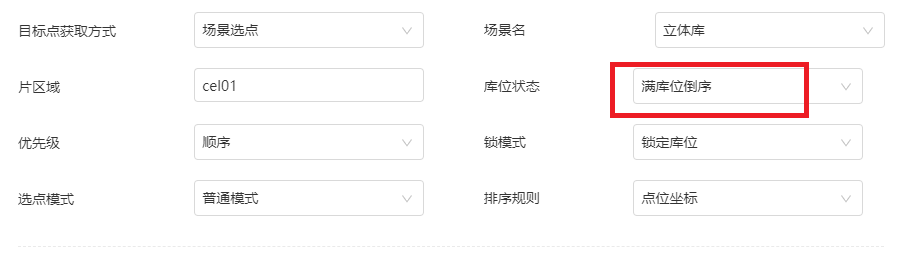 目标点获取方式 场景选点 场景名 立体库
片区域 cel01 库位状态 满库位倒序
优先级 顺序 锁模式 锁定库位
选点模式 普通模式 排序规则 点位坐标